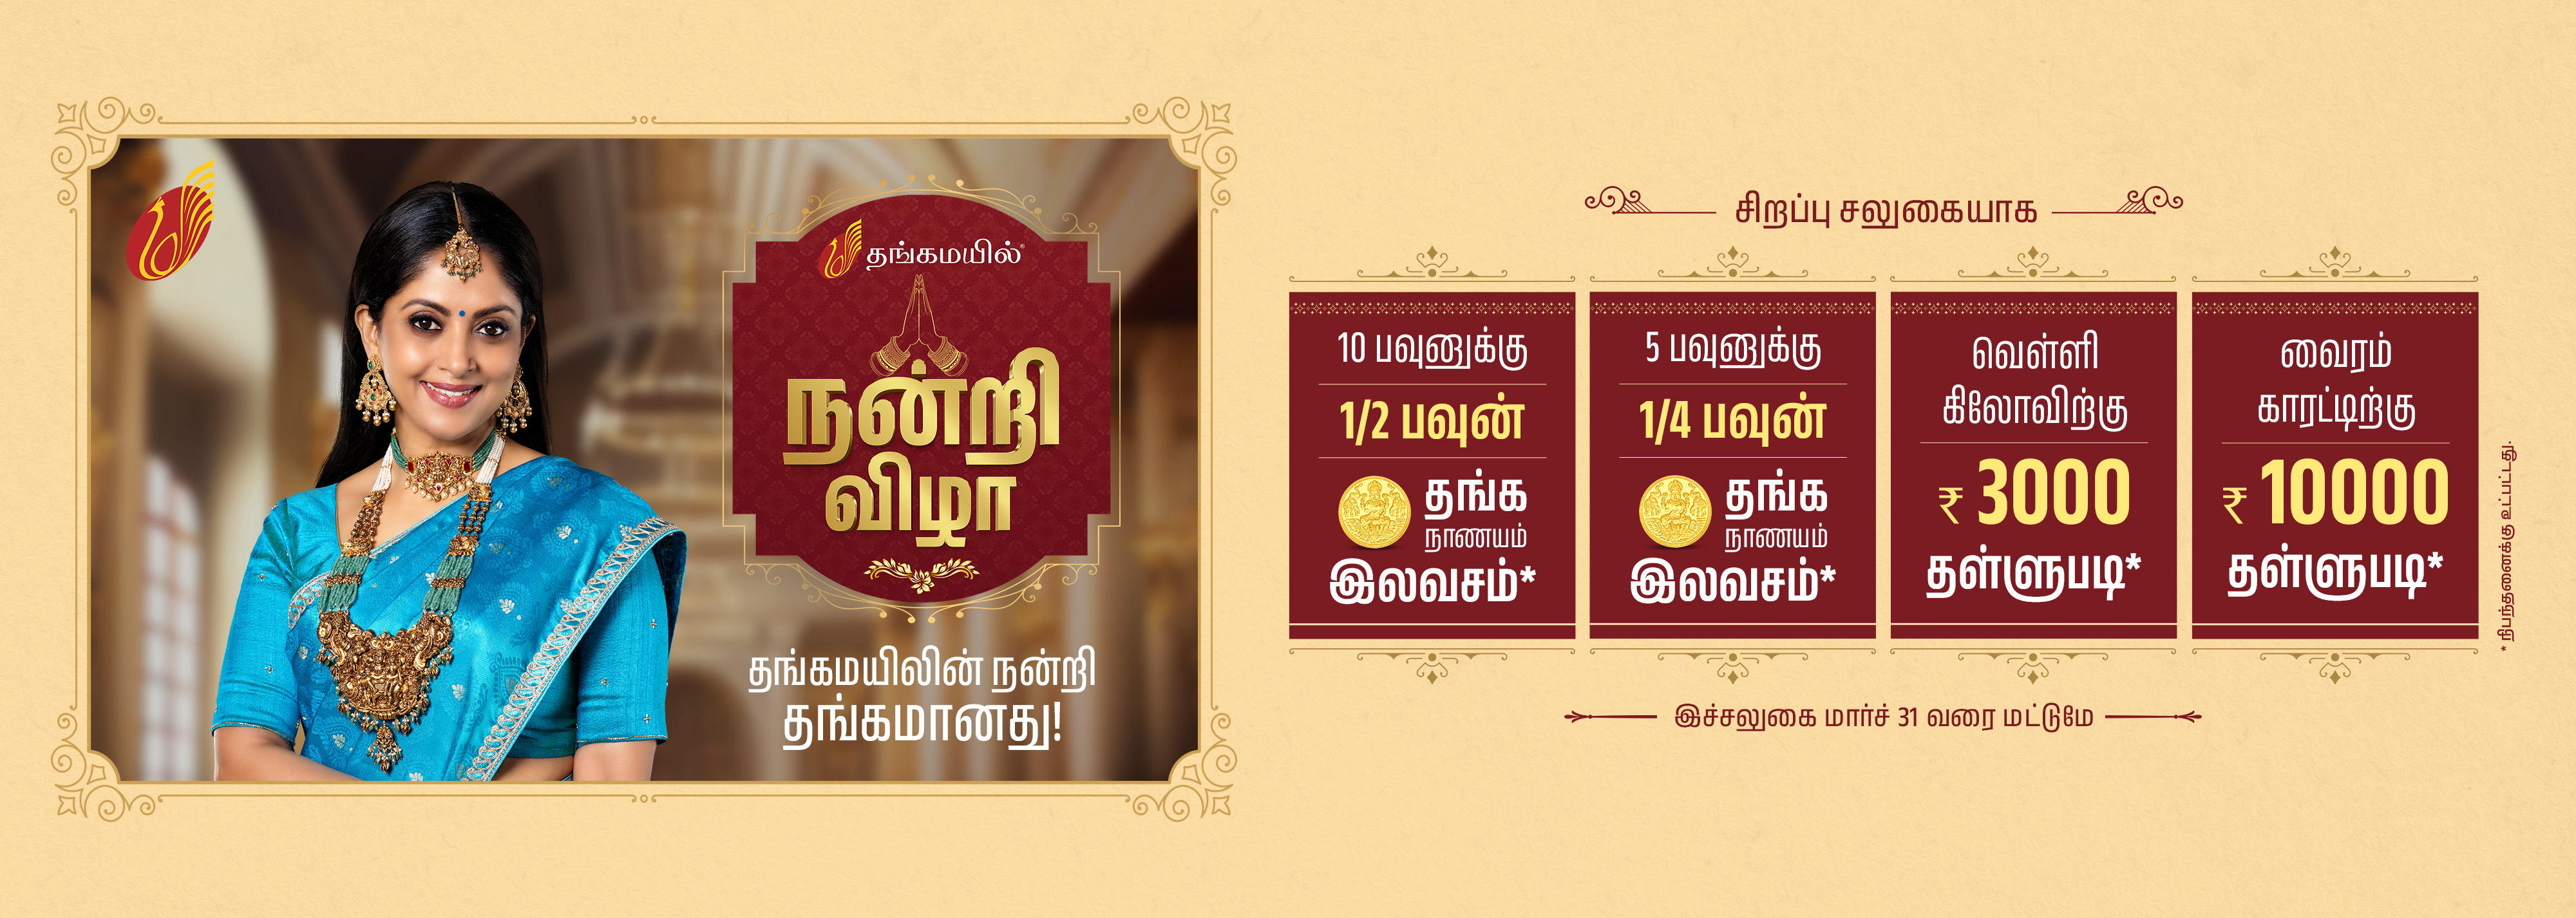 தங்கமயில்
நன்றி
விழா
தங்கமயிலின் நன்றி
தங்கமானது!
சிறப்பு சலுகையாக
10 பவுனுக்கு
1/2 பவுன்
தங்க
நாணயம்
இலவசம்*
5 பவுனுக்கு
1/4 பவுன்
தங்க
நாணயம்
இலவசம்*
வெள்ளி
கிலோவிற்கு
₹ 3000
தள்ளுபடி*
வைரம்
காரட்டிற்கு
₹ 10000
தள்ளுபடி*
* நிபந்தனைக்கு உட்பட்டது.
இச்சலுகை மார்ச் 31 வரை மட்டுமே